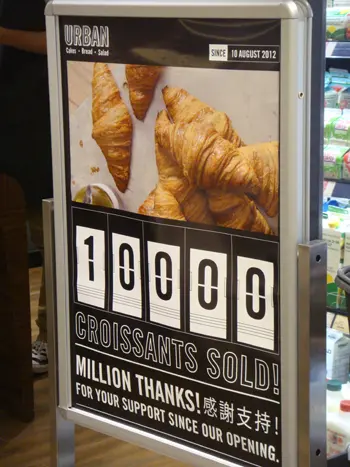 URBAN
Cakes - Bread - Salad
SINCE 10 AUGUST 2012
10000
CROISSANTS SOLD!
MILLION THANKS! 感謝支持!
FOR YOUR SUPPORT SINCE OUR OPENING.